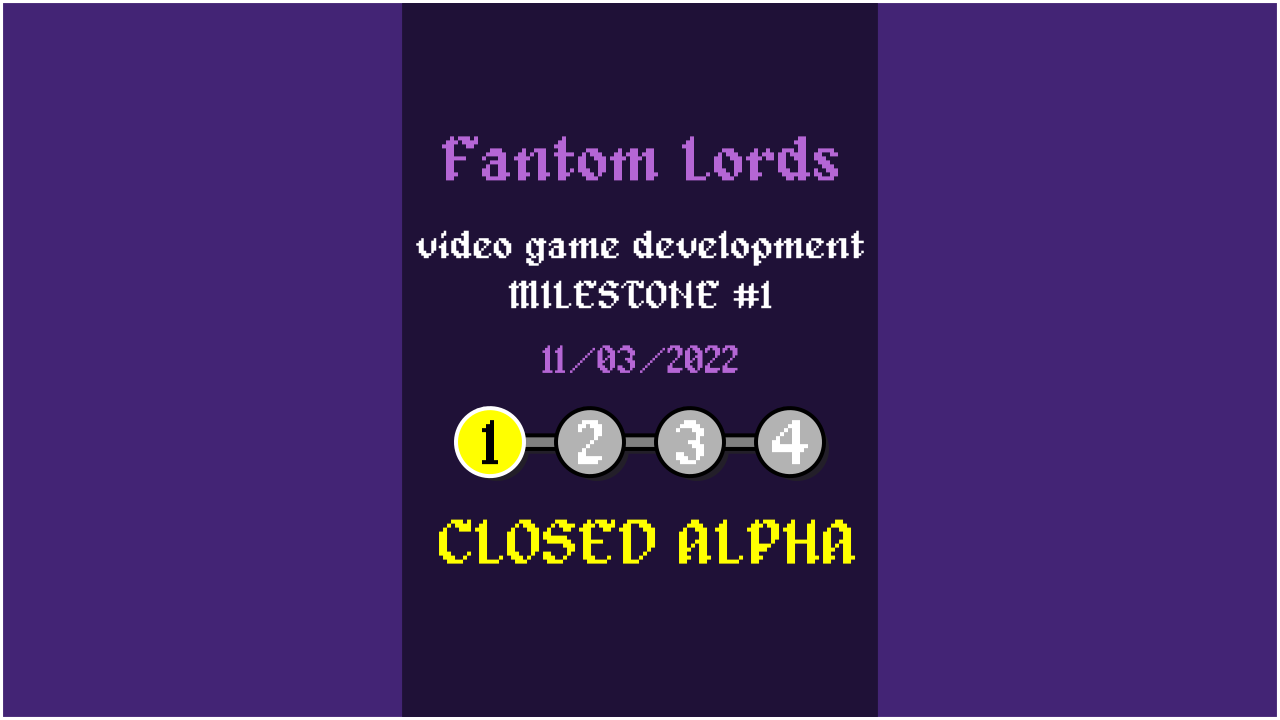 Fantom Lords
video game development
MILESTONE #1
11/03/2022
1 2 3 4
CLOSED ALPHA